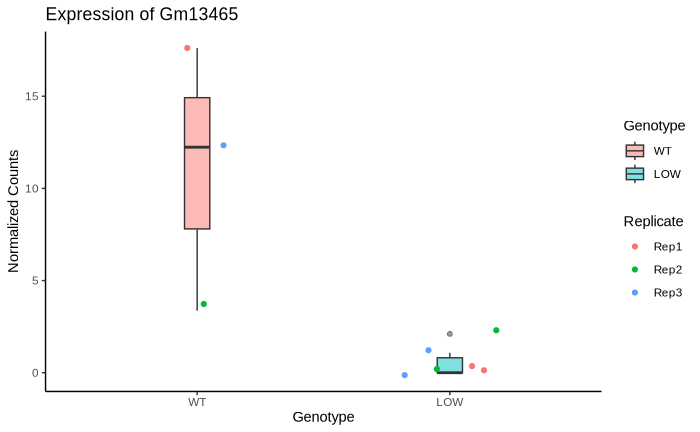 Expression of Gm13465
Normalized Counts
15
10
5
0
WT
LOW
Genotype
Genotype
WT
LOW
Replicate
Rep1
Rep2
Rep3